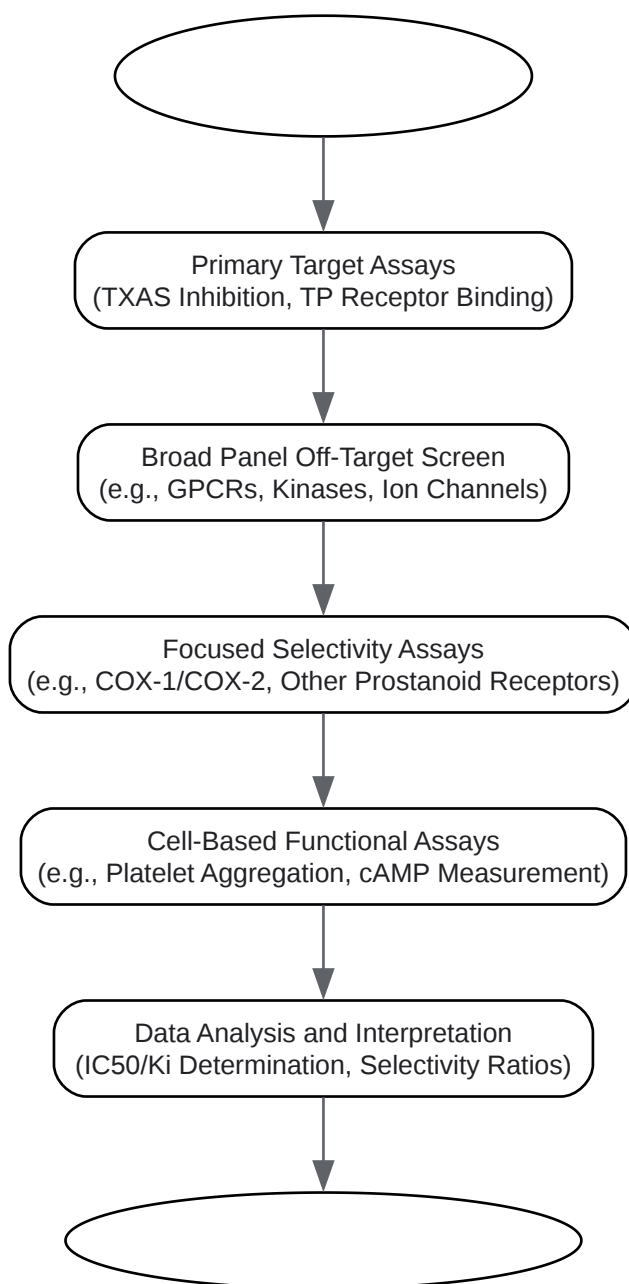 Primary Target Assays
(TXAS Inhibition, TP Receptor Binding)
Broad Panel Off-Target Screen
(e.g., GPCRs, Kinases, Ion Channels)
Focused Selectivity Assays
(e.g., COX-1/COX-2, Other Prostanoid Receptors)
Cell-Based Functional Assays
(e.g., Platelet Aggregation, cAMP Measurement)
Data Analysis and Interpretation
(IC50/Ki Determination, Selectivity Ratios)